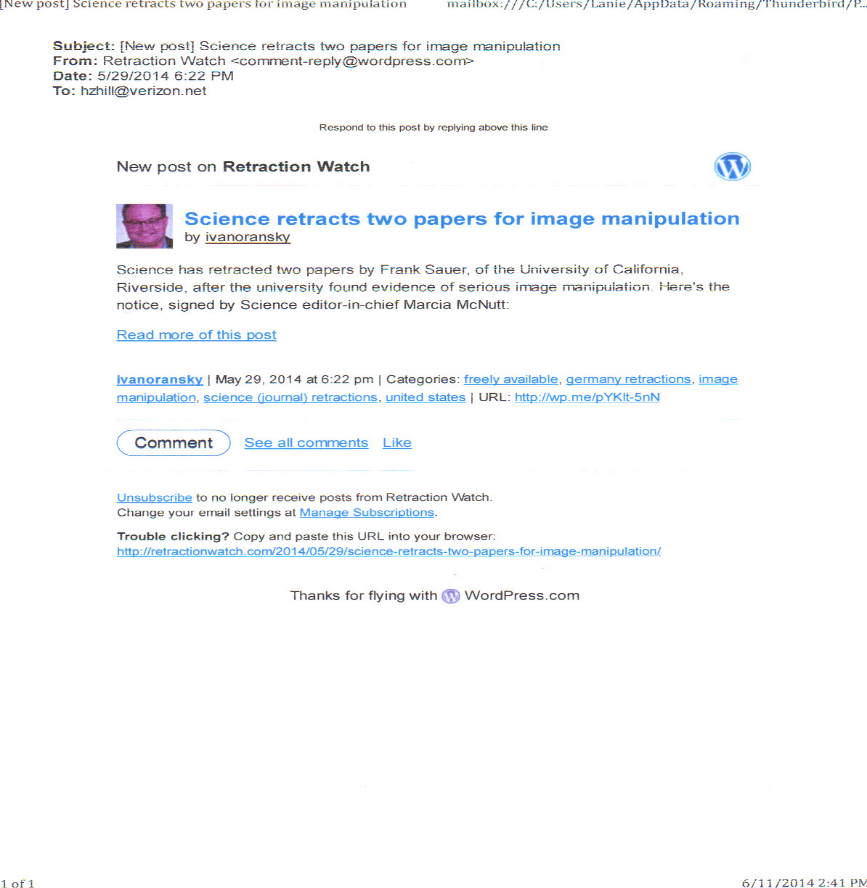 [New post] Science retracts two papers for image manipulation mailbox:///C:/Users/Lanie/AppData/Roaming/Thunderbird/P...
Subject: [New post] Science retracts two papers for image manipulation
From: Retraction Watch <comment-reply@wordpress.com>
Date: 5/29/2014 6:22 PM
To: hzhill@verizon.net
Respond to this post by replying above this line
New post on Retraction Watch
Science retracts two papers for image manipulation
by ivanoransky
Science has retracted two papers by Frank Sauer, of the University of California,
Riverside, after the university found evidence of serious image manipulation. Here's the
notice, signed by Science editor-in-chief Marcia McNutt:
Read more of this post
ivanoransky | May 29, 2014 at 6:22 pm | Categories: freely available, germany retractions, image
manipulation, science (journal) retractions, united states | URL: http://wp.me/pYKlt-5nN
Comment See all comments Like
Unsubscribe to no longer receive posts from Retraction Watch.
Change your email settings at Manage Subscriptions.
Trouble clicking? Copy and paste this URL into your browser:
http://retractionwatch.com/2014/05/29/science-retracts-two-papers-for-image-manipulation/
Thanks for flying with WordPress.com
1 of 1 6/11/2014 2:41 PM